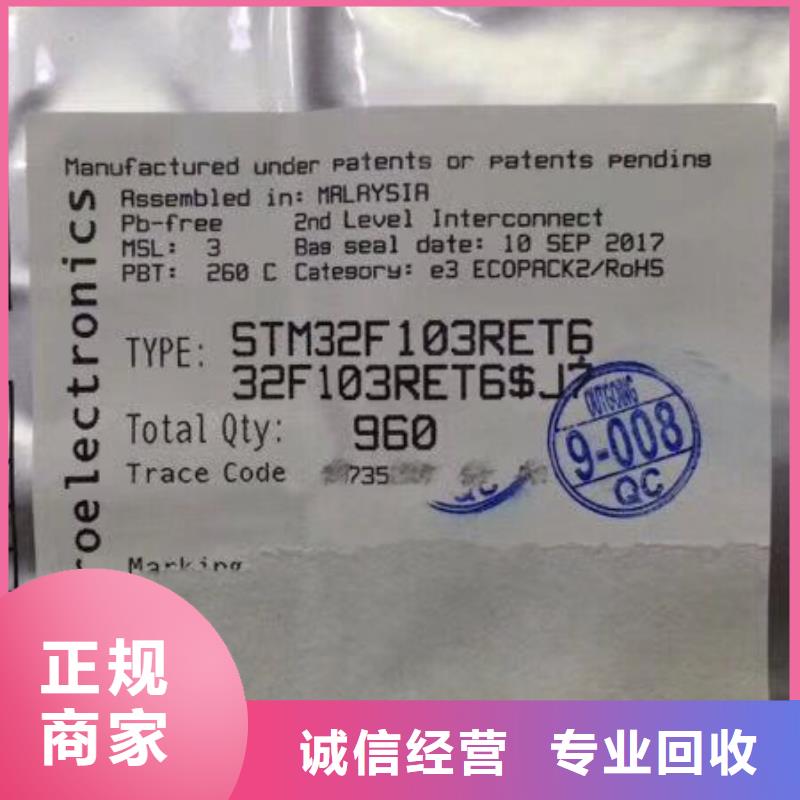 Manufactured under patents or patents pending
Assembled in: MALAYSIA
Pb-free 2nd Level Interconnect
MSL: 3 Bag seal date: 10 SEP 2017
PBT: 260 C Category: e3 ECOPACK2/RoHS
TYPE: STM32F103RET6
32F103RET6$J7
Total Qty: 960
Trace Code 735
Marking
roelectronics
OUTGOING
9-008
QC
QC
正规
商家
诚信经营 专业回收